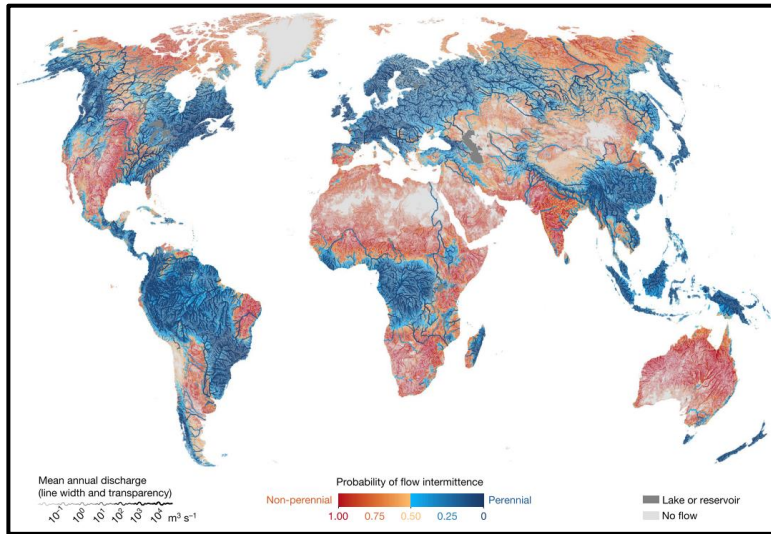 Mean annual discharge
(line width and transparency)
10⁻¹ 10⁰ 10¹ 10² 10³ 10⁴ m³ s⁻¹
Probability of flow intermittence
Non-perennial Perennial
1.00 0.75 0.50 0.25 0
Lake or reservoir
No flow